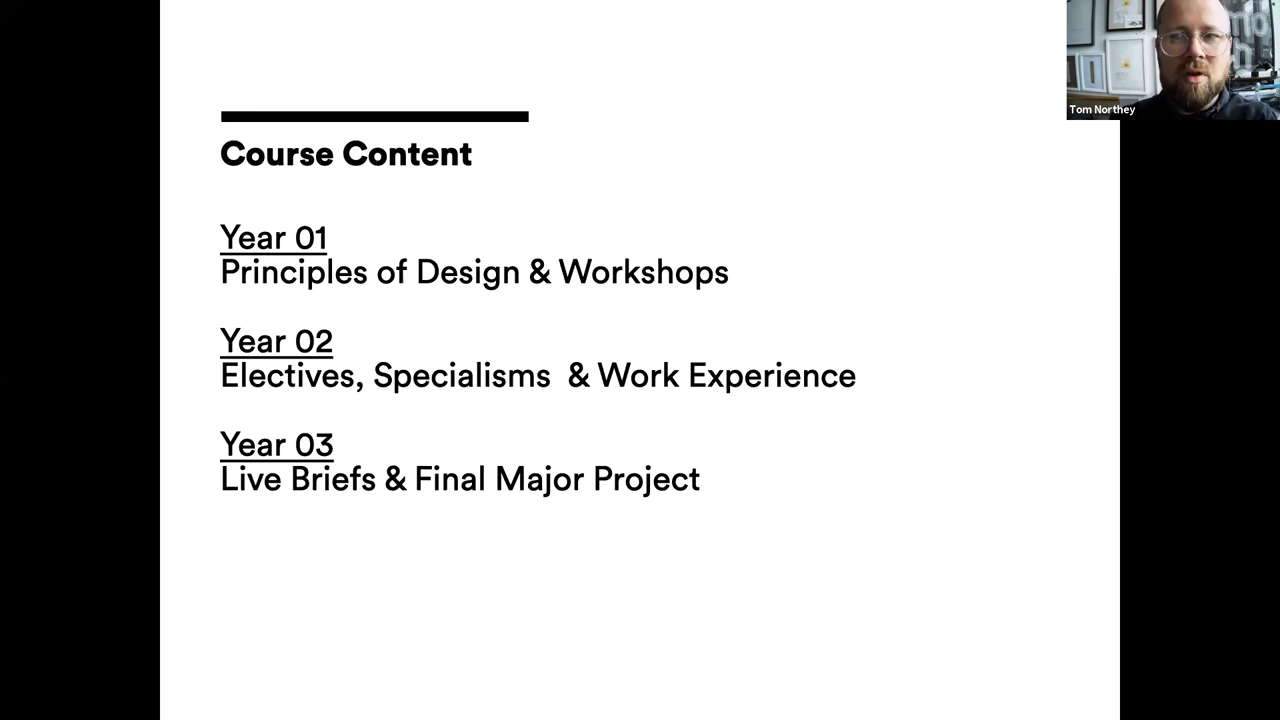 Course Content
Year 01
Principles of Design & Workshops
Year 02
Electives, Specialisms & Work Experience
Year 03
Live Briefs & Final Major Project
Tom Northey